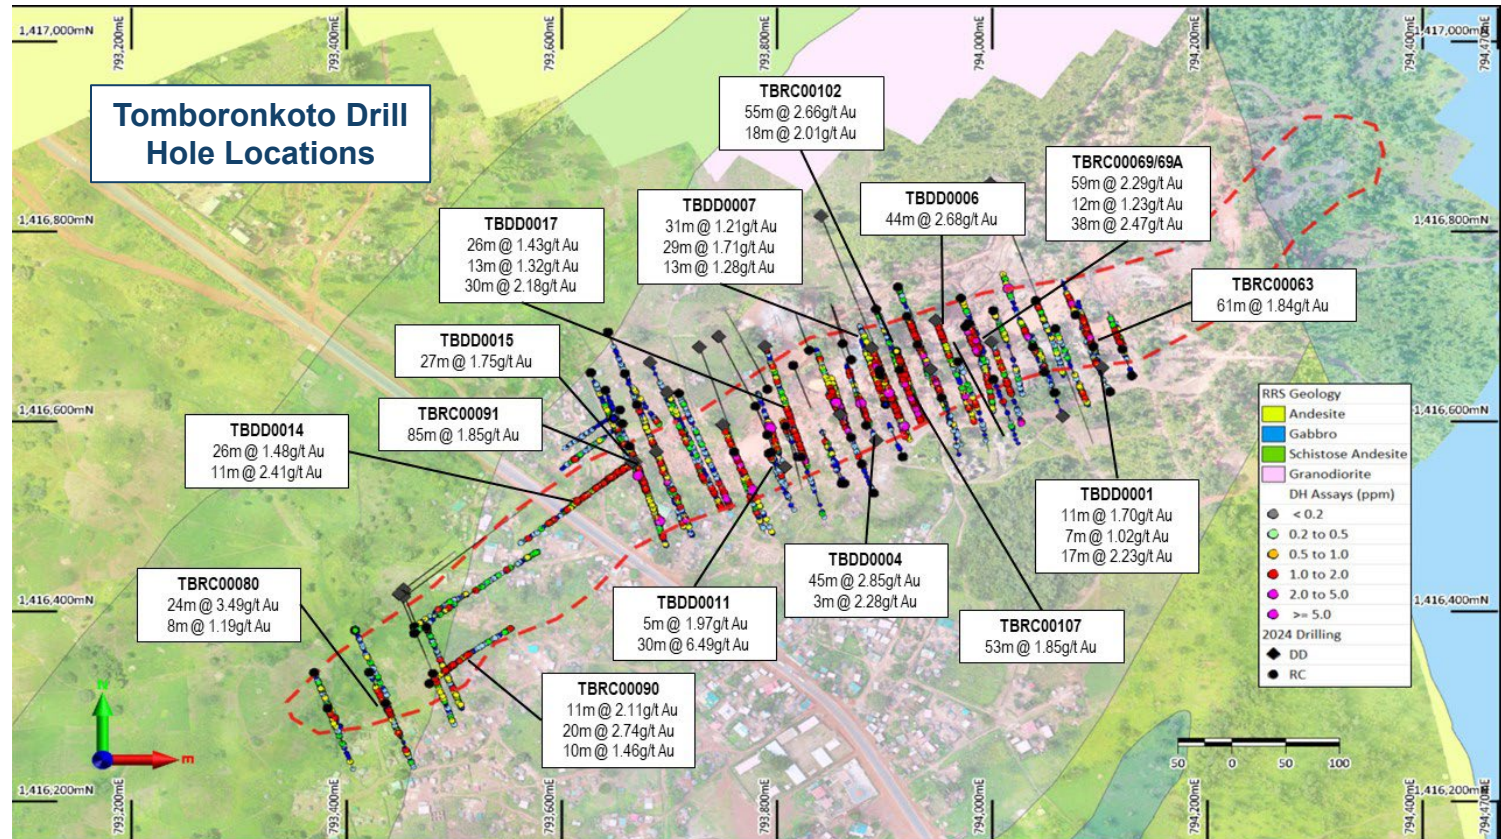 1,417,000mN
793,200mE
793,400mE
793,600mE
793,800mE
794,000mE
794,200mE
794,400mE
794,470mE
1,417,000mN
Tomboronkoto Drill
Hole Locations
TBRC00102
55m @ 2.66g/t Au
18m @ 2.01g/t Au
TBRC00069/69A
59m @ 2.29g/t Au
12m @ 1.23g/t Au
38m @ 2.47g/t Au
TBDD0006
44m @ 2.68g/t Au
TBDD0007
31m @ 1.21g/t Au
29m @ 1.71g/t Au
13m @ 1.28g/t Au
TBDD0017
26m @ 1.43g/t Au
13m @ 1.32g/t Au
30m @ 2.18g/t Au
1,416,800mN
1,416,800mN
TBRC00063
61m @ 1.84g/t Au
TBDD0015
27m @ 1.75g/t Au
TBRC00091
85m @ 1.85g/t Au
1,416,600mN
1,416,600mN
TBDD0014
26m @ 1.48g/t Au
11m @ 2.41g/t Au
RRS Geology
Andesite
Gabbro
Schistose Andesite
Granodiorite
DH Assays (ppm)
< 0.2
0.2 to 0.5
0.5 to 1.0
1.0 to 2.0
2.0 to 5.0
>= 5.0
2024 Drilling
DD
RC
TBDD0001
11m @ 1.70g/t Au
7m @ 1.02g/t Au
17m @ 2.23g/t Au
TBDD0004
45m @ 2.85g/t Au
3m @ 2.28g/t Au
TBDD0011
5m @ 1.97g/t Au
30m @ 6.49g/t Au
TBRC00107
53m @ 1.85g/t Au
TBRC00080
24m @ 3.49g/t Au
8m @ 1.19g/t Au
1,416,400mN
1,416,400mN
TBRC00090
11m @ 2.11g/t Au
20m @ 2.74g/t Au
10m @ 1.46g/t Au
50 0 50 100
1,416,200mN
793,200mE
793,400mE
793,600mE
793,800mE
794,000mE
794,200mE
794,400mE
794,470mE
1,416,200mN